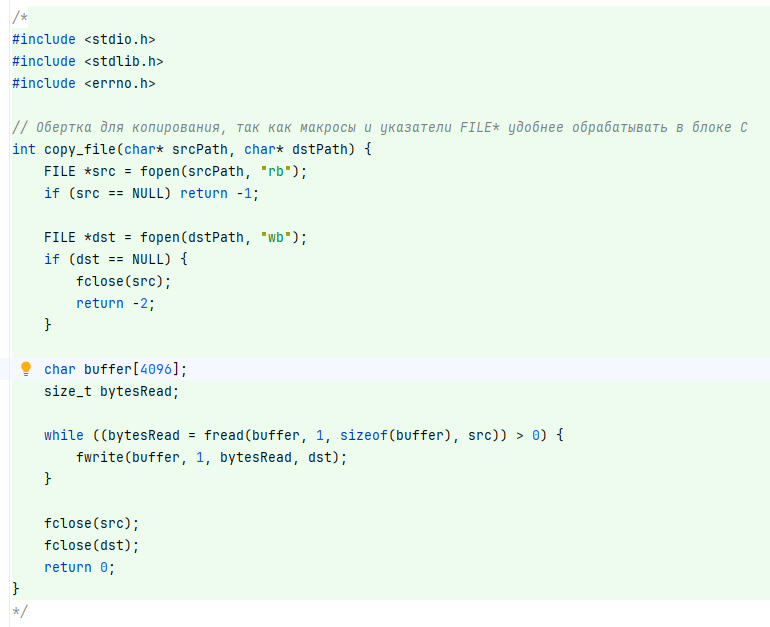 /*
#include <stdio.h>
#include <stdlib.h>
#include <errno.h>
// Обертка для копирования, так как макросы и указатели FILE* удобнее обрабатывать в блоке C
int copy_file(char* srcPath, char* dstPath) {
    FILE *src = fopen(srcPath, "rb");
    if (src == NULL) return -1;
    FILE *dst = fopen(dstPath, "wb");
    if (dst == NULL) {
        fclose(src);
        return -2;
    }
    char buffer[4096];
    size_t bytesRead;
    while ((bytesRead = fread(buffer, 1, sizeof(buffer), src)) > 0) {
        fwrite(buffer, 1, bytesRead, dst);
    }
    fclose(src);
    fclose(dst);
    return 0;
}
*/